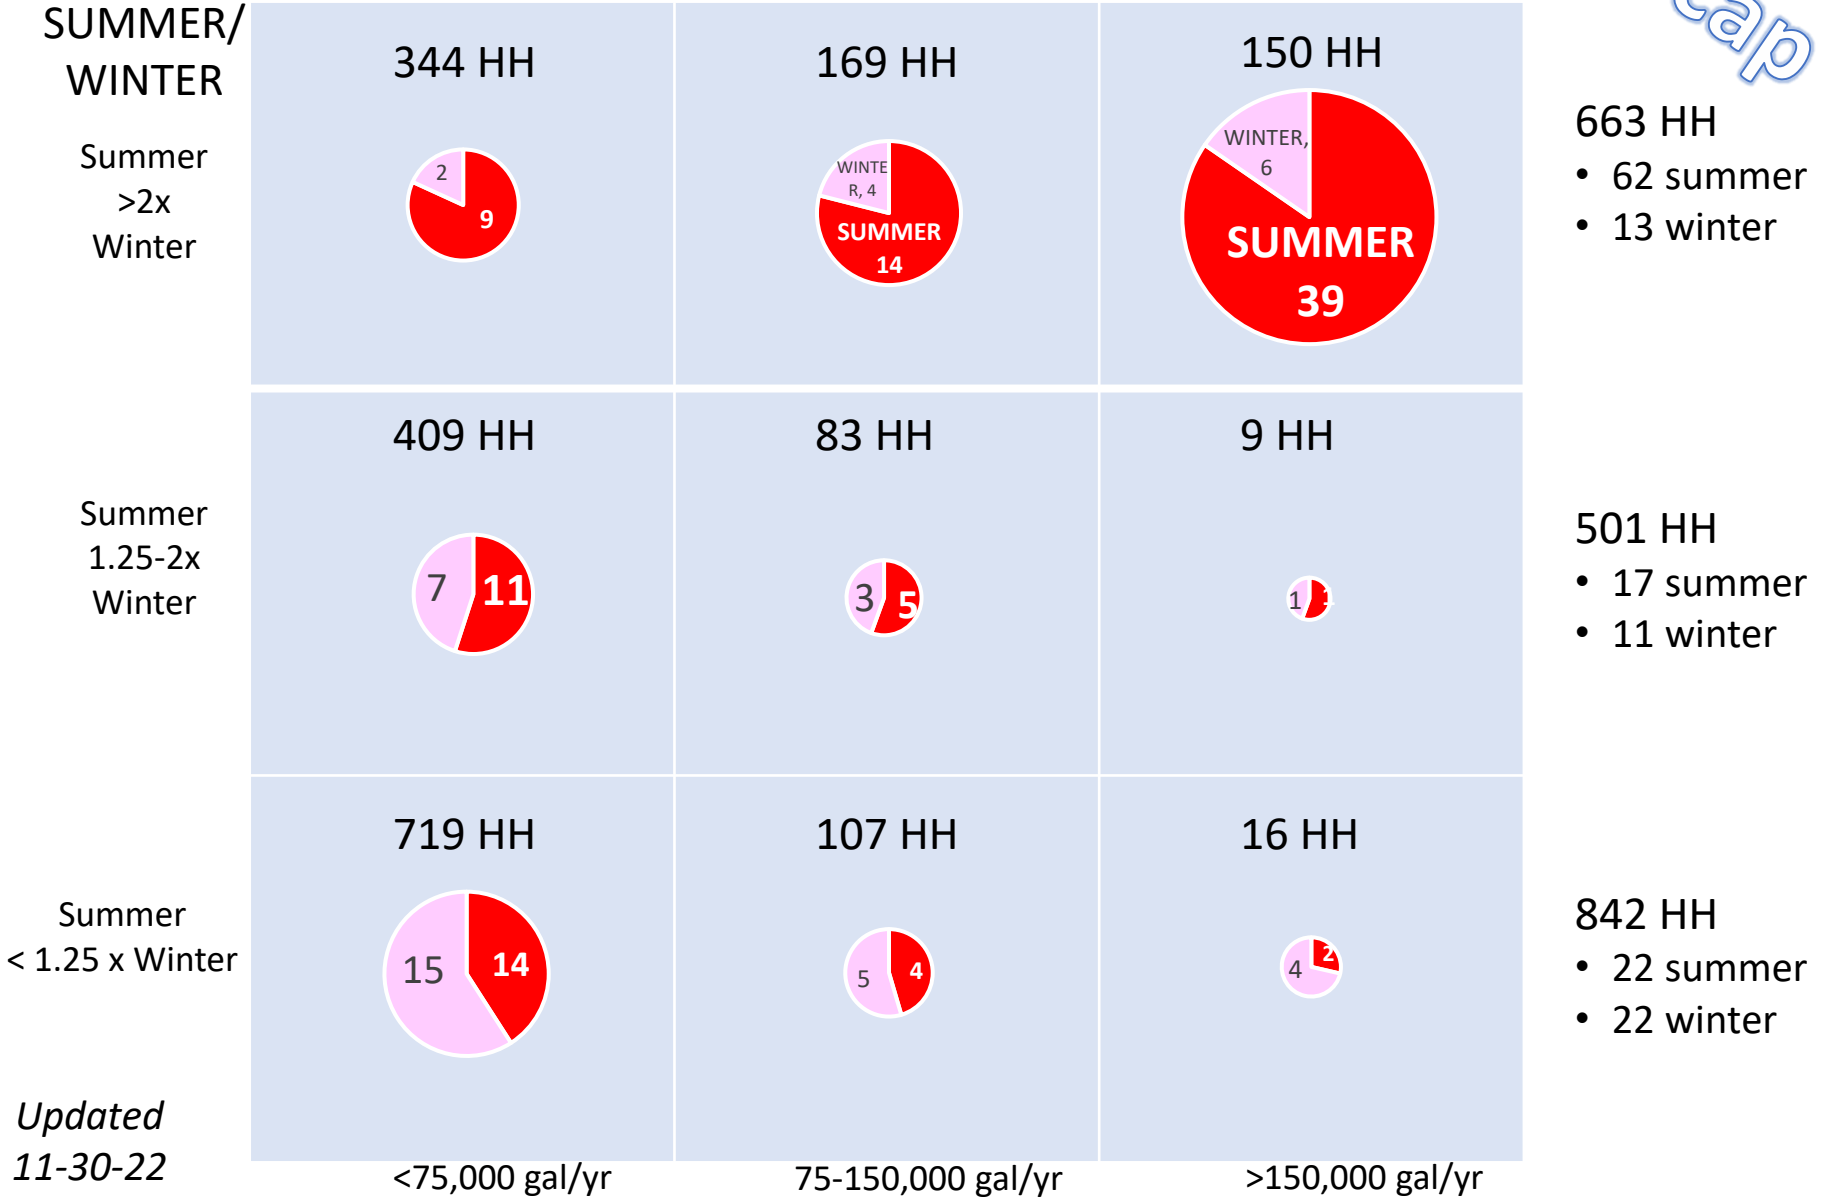 SUMMER/
WINTER
344 HH
169 HH
150 HH
cap
Summer
>2x
Winter
2
9
WINTE
R, 4
SUMMER
14
WINTER,
6
SUMMER
39
663 HH
• 62 summer
• 13 winter
409 HH
83 HH
9 HH
Summer
1.25-2x
Winter
7
11
3
5
1
1
501 HH
• 17 summer
• 11 winter
719 HH
107 HH
16 HH
Summer
< 1.25 x Winter
15
14
5
4
4
2
842 HH
• 22 summer
• 22 winter
Updated
11-30-22
<75,000 gal/yr
75-150,000 gal/yr
>150,000 gal/yr